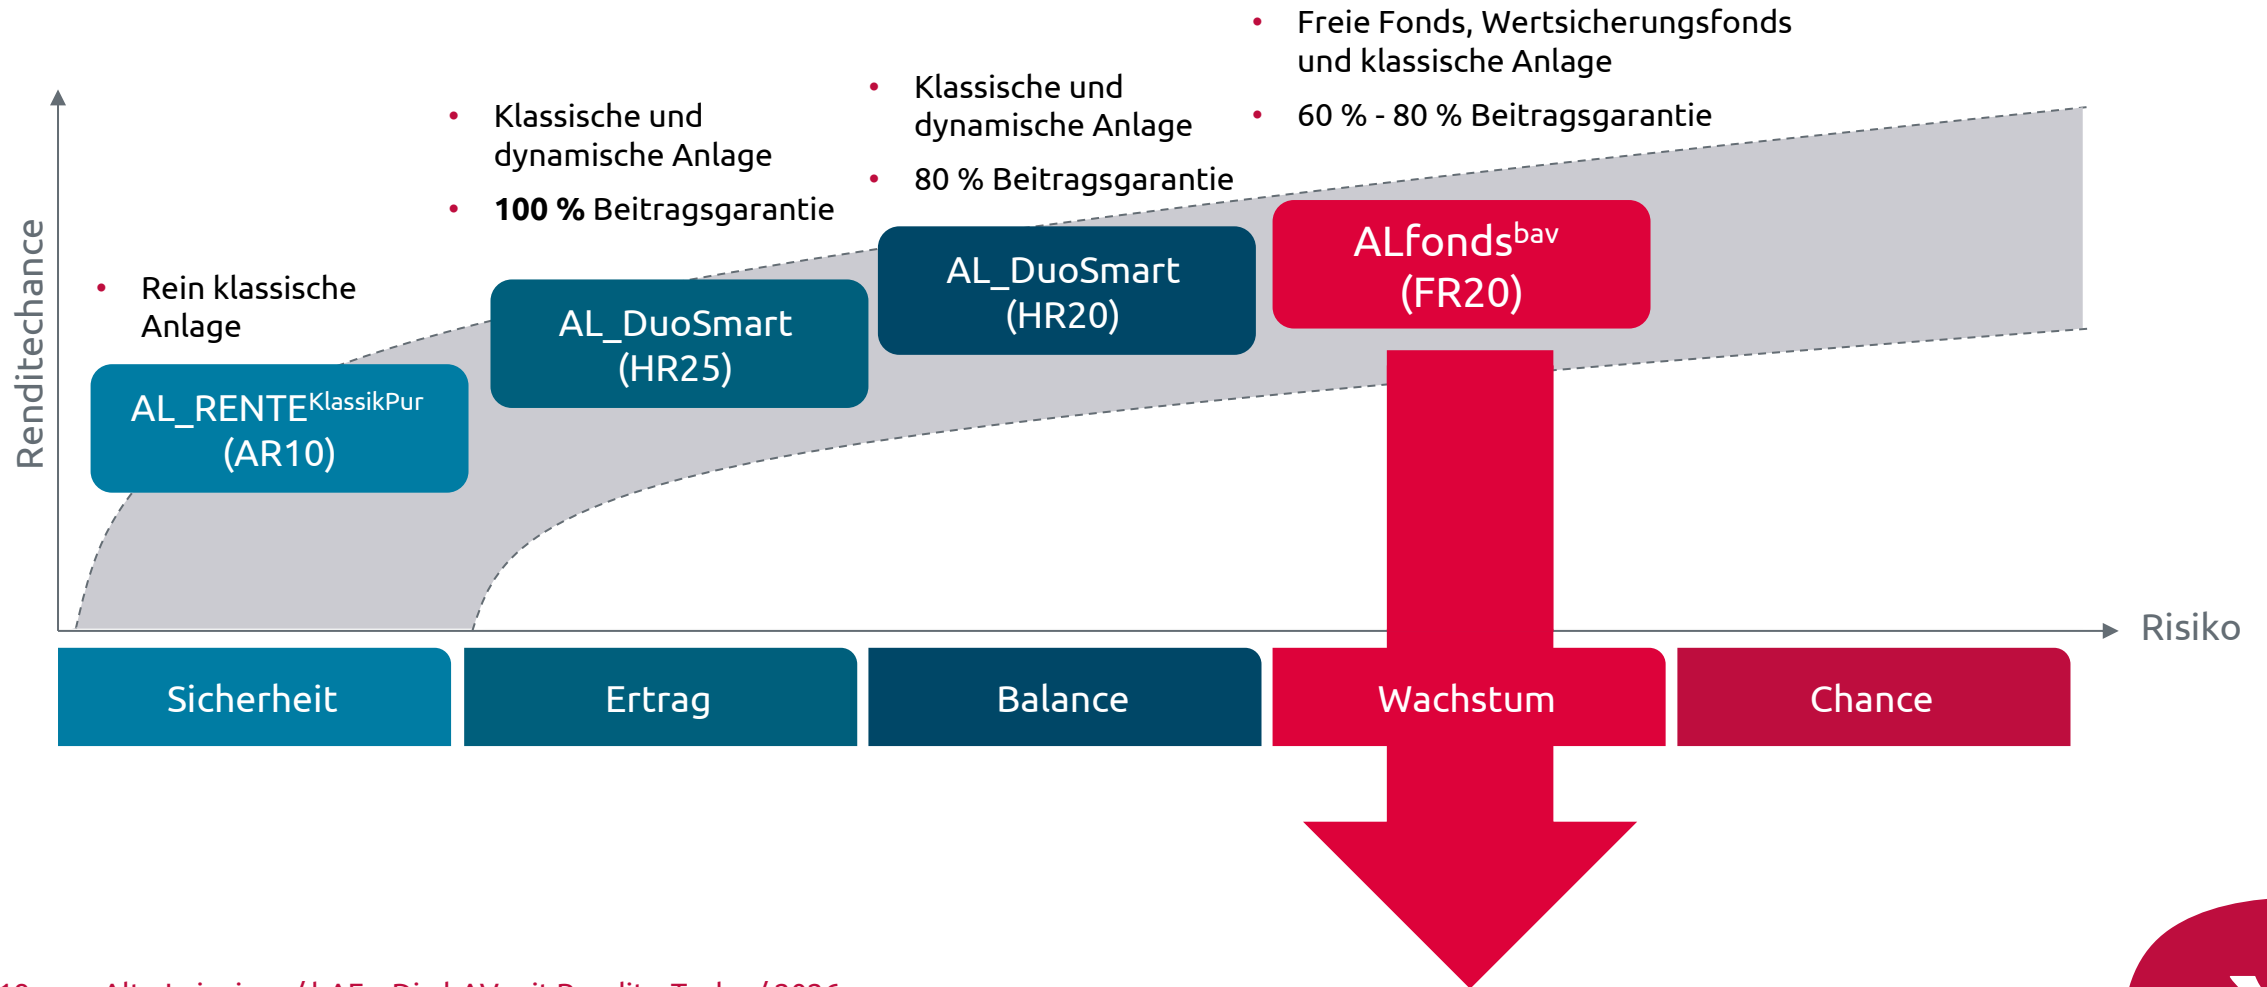 • Freie Fonds, Wertsicherungsfonds
und klassische Anlage
• 60 % - 80 % Beitragsgarantie
• Klassische und
dynamische Anlage
• 80 % Beitragsgarantie
• Klassische und
dynamische Anlage
• 100 % Beitragsgarantie
• Rein klassische
Anlage
Renditechance
AL_RENTEKlassikPur
(AR10)
AL_DuoSmart
(HR25)
AL_DuoSmart
(HR20)
ALfondsbav
(FR20)
Risiko
Sicherheit
Ertrag
Balance
Wachstum
Chance